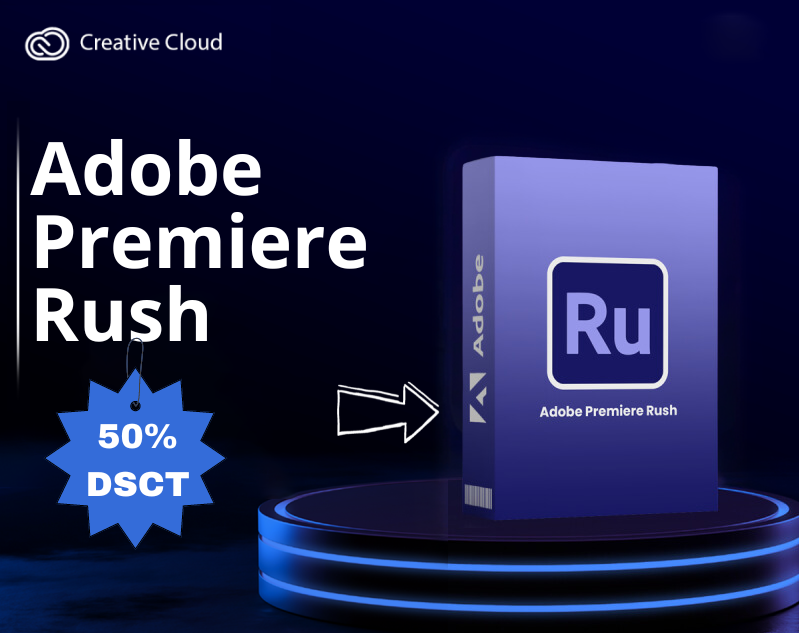 Creative Cloud
Adobe
Premiere
Rush
50%
DSCT
Adobe
Ru
Adobe Premiere Rush